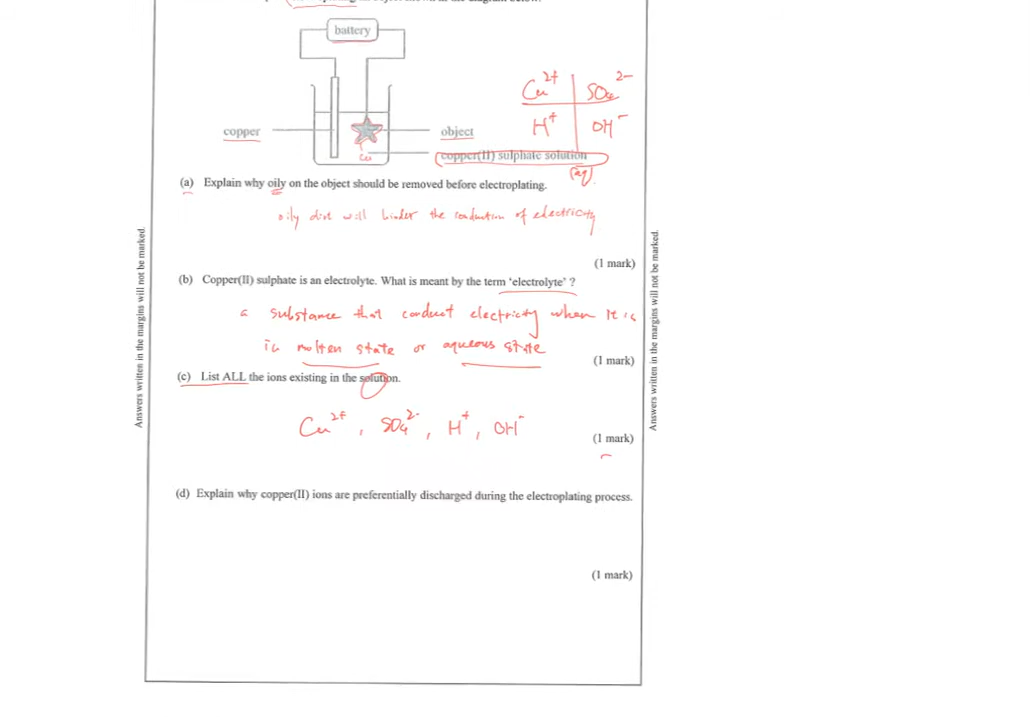 battery
Cu2+ SO42-
H+ OH-
copper
object
Cu
copper(II) sulphate solution
(aq)
(a) Explain why oily on the object should be removed before electroplating.
oily dirt will hinder the conduction of electricity
(1 mark)
(b) Copper(II) sulphate is an electrolyte. What is meant by the term 'electrolyte' ?
a substance that conduct electricity when it is
in molten state or aqueous state
(1 mark)
(c) List ALL the ions existing in the solution.
Cu2+, SO42-, H+, OH-
(1 mark)
(d) Explain why copper(II) ions are preferentially discharged during the electroplating process.
(1 mark)
Answers written in the margins will not be marked.
Answers written in the margins will not be marked.